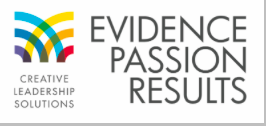 CREATIVE
LEADERSHIP
SOLUTIONS
EVIDENCE
PASSION
RESULTS